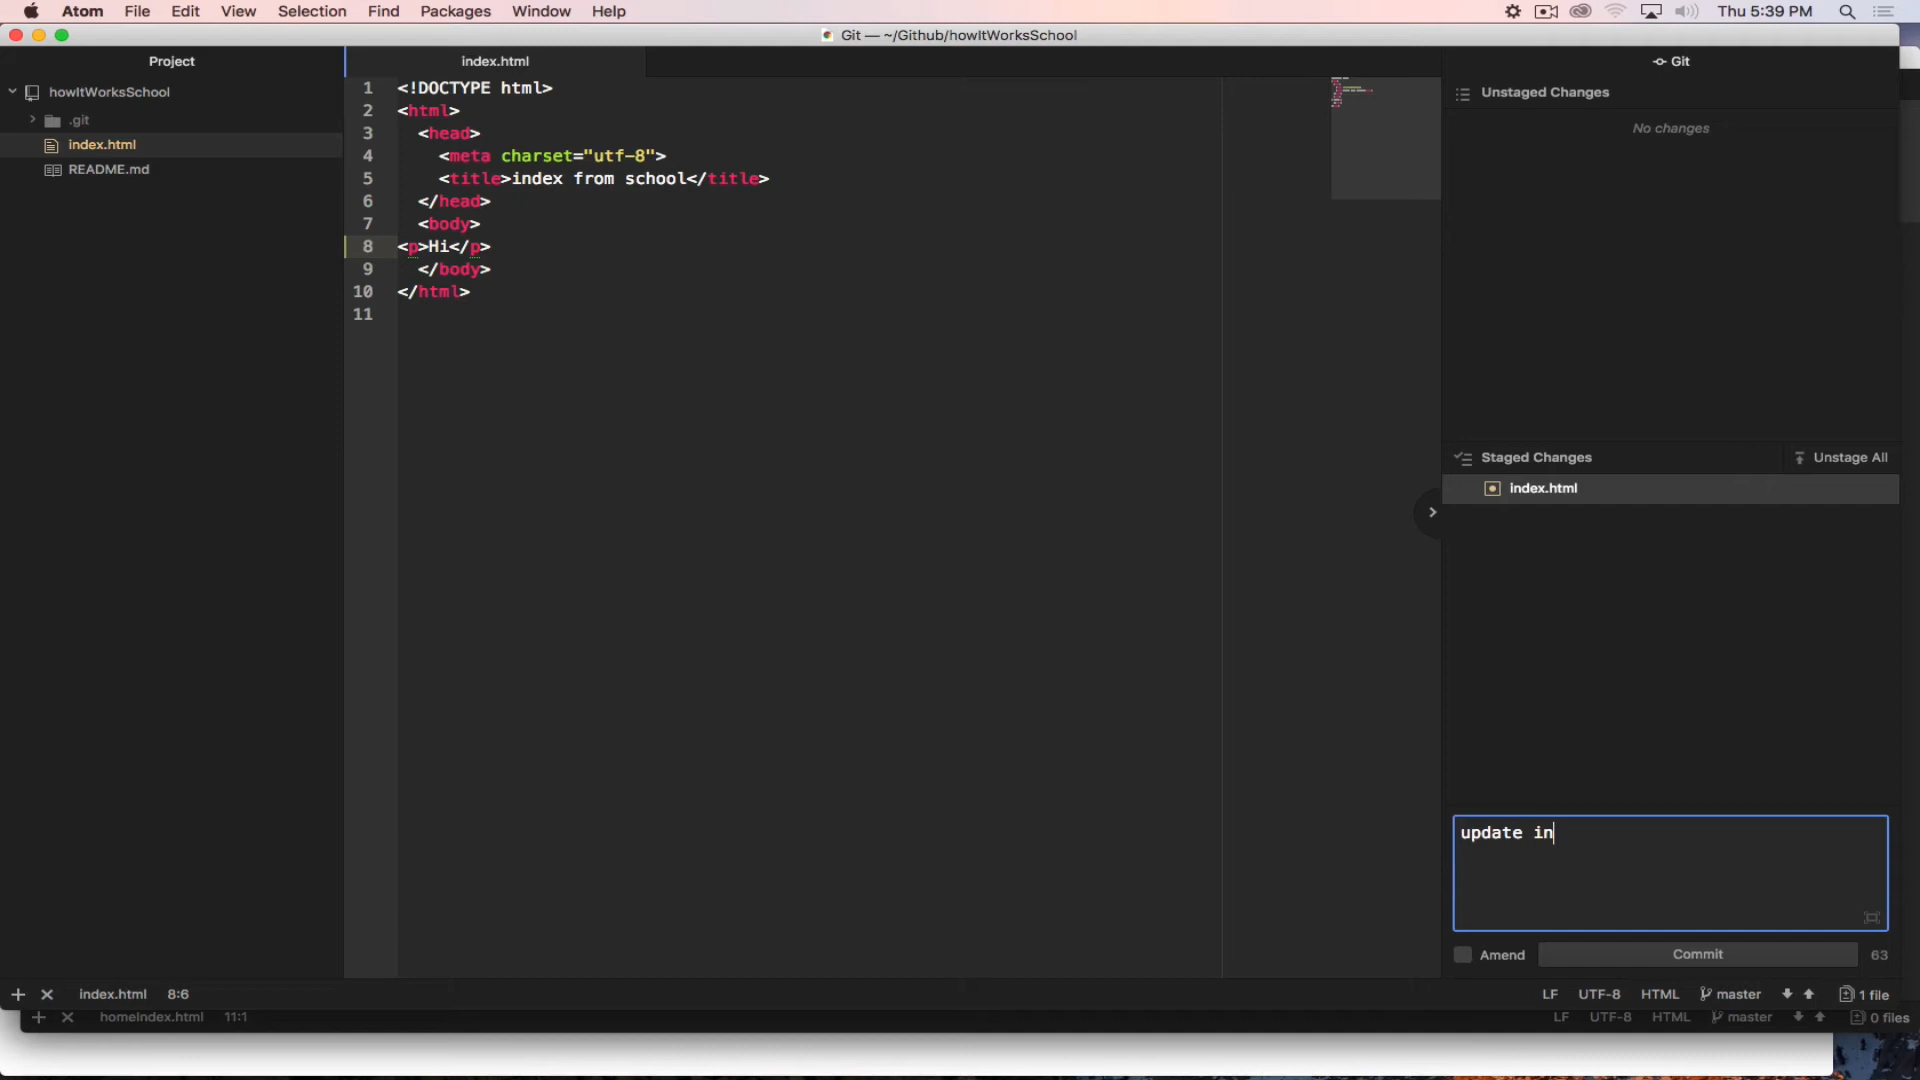 Atom File Edit View Selection Find Packages Window Help Thu 5:39 PM
Git — ~/Github/howItWorksSchool
Project
howItWorksSchool
.git
index.html
README.md
index.html
1 <!DOCTYPE html>
2 <html>
3 <head>
4 <meta charset="utf-8">
5 <title>index from school</title>
6 </head>
7 <body>
8 <p>Hi</p>
9 </body>
10 </html>
11
Git
Unstaged Changes
No changes
Staged Changes Unstage All
index.html
update in
Amend Commit 63
index.html 8:6 LF UTF-8 HTML master 1 file
homeIndex.html 11:1 LF UTF-8 HTML master 0 files